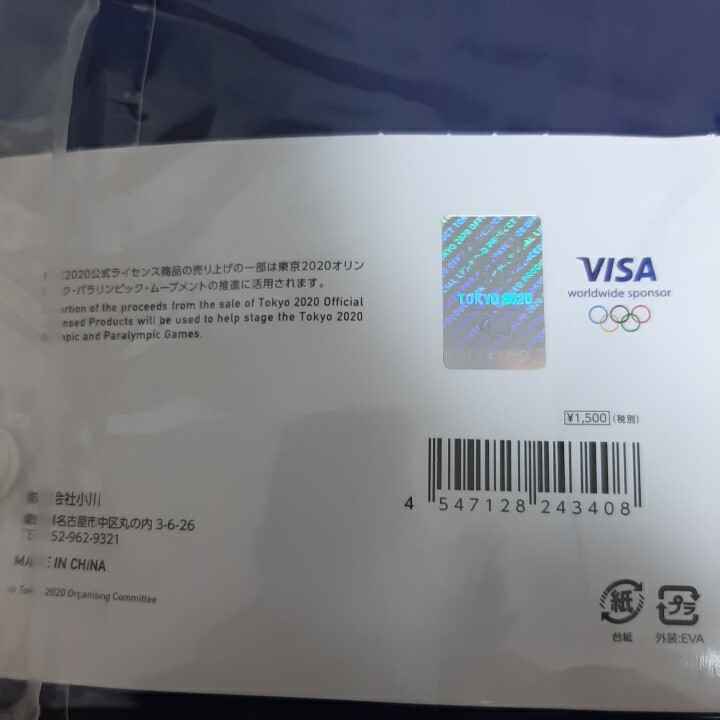 2020公式ライセンス商品の売り上げの一部は東京2020オリン
ク・パラリンピック・ムーブメントの推進に活用されます。
ortion of the proceeds from the sale of Tokyo 2020 Official
nsed Products will be used to help stage the Tokyo 2020
mpic and Paralympic Games.
TOKYO 2020
VISA
worldwide sponsor
¥1,500 (税別)
4 547128 243408
会社小川
名古屋市中区丸の内 3-6-26
52-962-9321
MADE IN CHINA
2020 Organising Committee
紙
台紙
プラ
外装:EVA